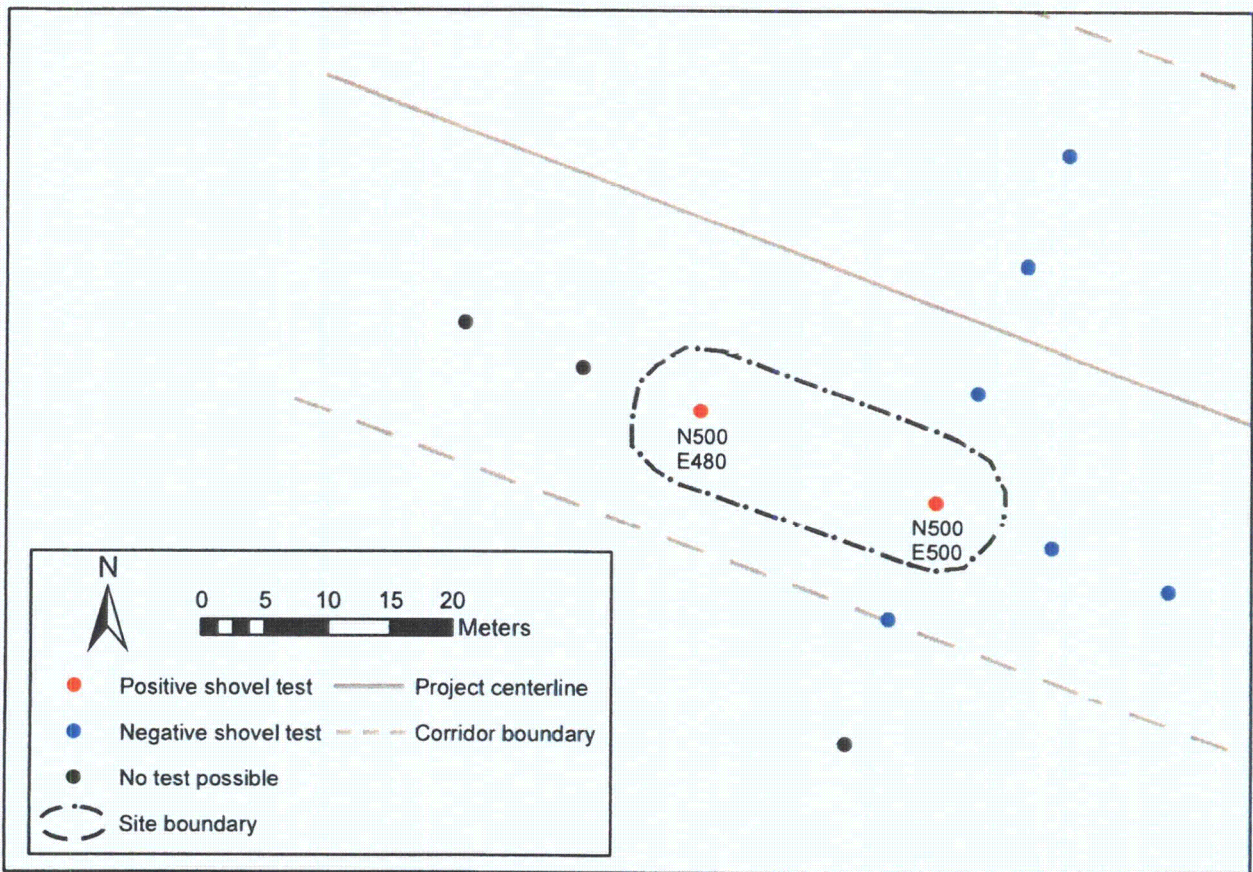 N500
E480
N500
E500
N
0 5 10 15 20
Meters
Positive shovel test
Project centerline
Negative shovel test
Corridor boundary
No test possible
Site boundary